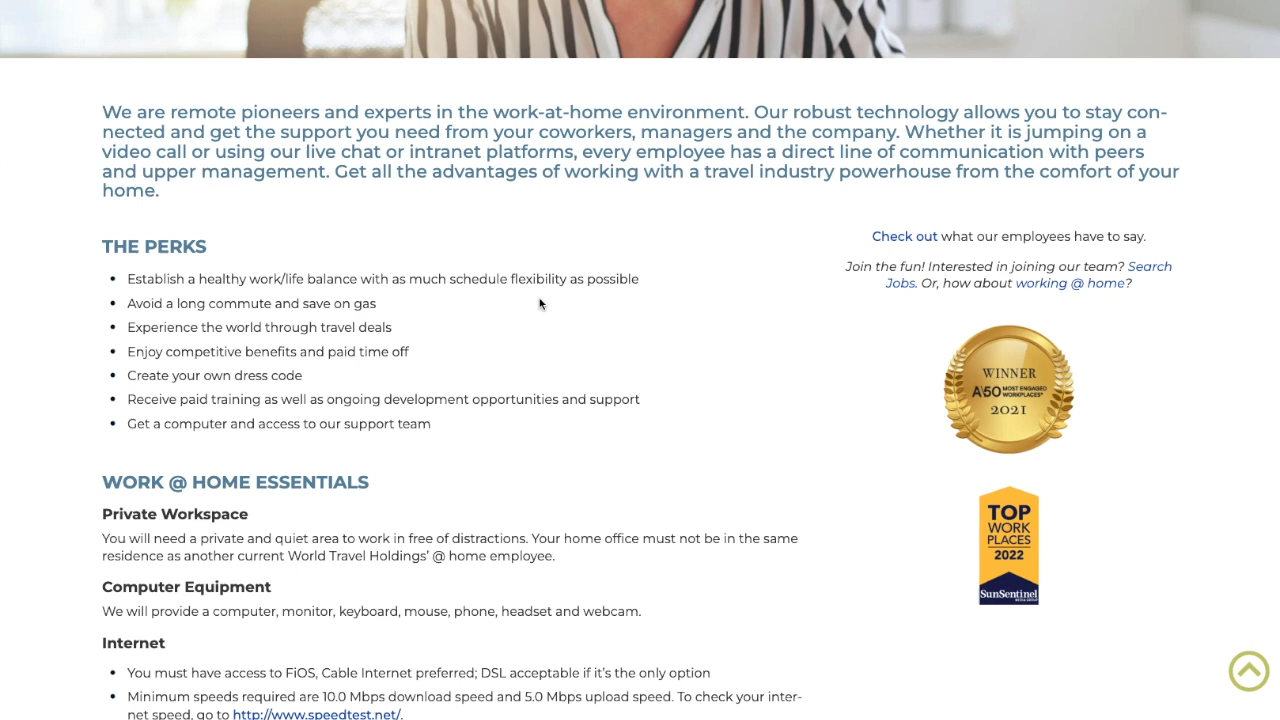 We are remote pioneers and experts in the work-at-home environment. Our robust technology allows you to stay con-
nected and get the support you need from your coworkers, managers and the company. Whether it is jumping on a
video call or using our live chat or intranet platforms, every employee has a direct line of communication with peers
and upper management. Get all the advantages of working with a travel industry powerhouse from the comfort of your
home.
THE PERKS
• Establish a healthy work/life balance with as much schedule flexibility as possible
• Avoid a long commute and save on gas
• Experience the world through travel deals
• Enjoy competitive benefits and paid time off
• Create your own dress code
• Receive paid training as well as ongoing development opportunities and support
• Get a computer and access to our support team
WORK @ HOME ESSENTIALS
Private Workspace
You will need a private and quiet area to work in free of distractions. Your home office must not be in the same
residence as another current World Travel Holdings’ @ home employee.
Computer Equipment
We will provide a computer, monitor, keyboard, mouse, phone, headset and webcam.
Internet
• You must have access to FiOS, Cable Internet preferred; DSL acceptable if it’s the only option
• Minimum speeds required are 10.0 Mbps download speed and 5.0 Mbps upload speed. To check your inter-
net speed, go to http://www.speedtest.net/.
Check out what our employees have to say.
Join the fun! Interested in joining our team? Search
Jobs. Or, how about working @ home?
WINNER
A\50 MOST ENGAGED
WORKPLACES
2021
TOP
WORK
PLACES
2022
SunSentinel
MEDIA GROUP